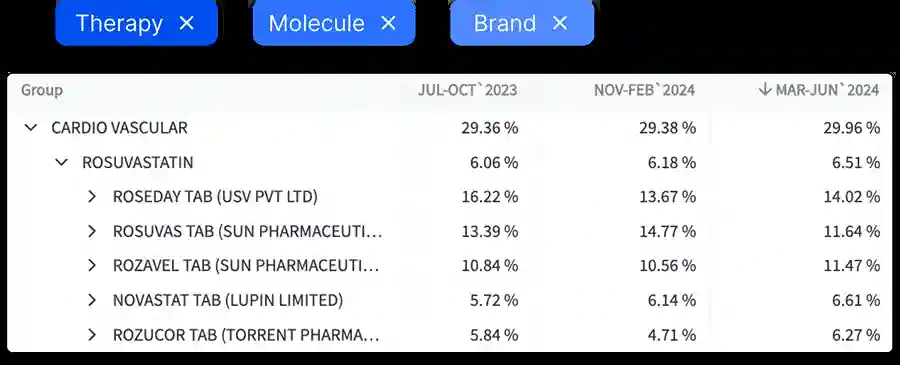 Therapy × Molecule × Brand ×
Group JUL-OCT`2023 NOV-FEB`2024 ↓ MAR-JUN`2024
CARDIO VASCULAR 29.36 % 29.38 % 29.96 %
ROSUVASTATIN 6.06 % 6.18 % 6.51 %
ROSEDAY TAB (USV PVT LTD) 16.22 % 13.67 % 14.02 %
ROSUVAS TAB (SUN PHARMACEUTI... 13.39 % 14.77 % 11.64 %
ROZAVEL TAB (SUN PHARMACEUTI... 10.84 % 10.56 % 11.47 %
NOVASTAT TAB (LUPIN LIMITED) 5.72 % 6.14 % 6.61 %
ROZUCOR TAB (TORRENT PHARMA... 5.84 % 4.71 % 6.27 %